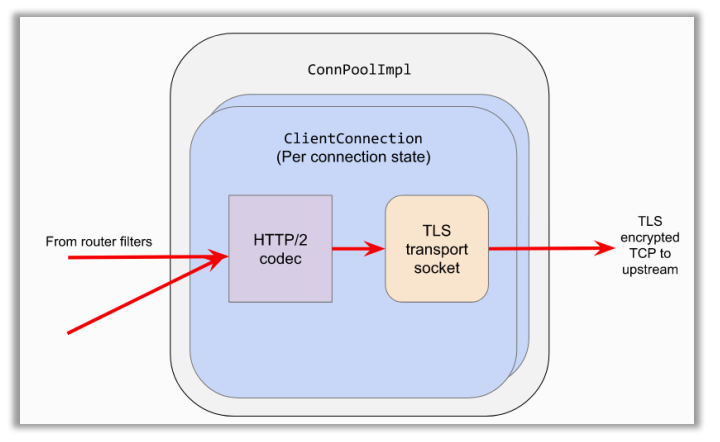 ConnPoolImpl
ClientConnection
(Per connection state)
From router filters
HTTP/2
codec
TLS
transport
socket
TLS
encrypted
TCP to
upstream